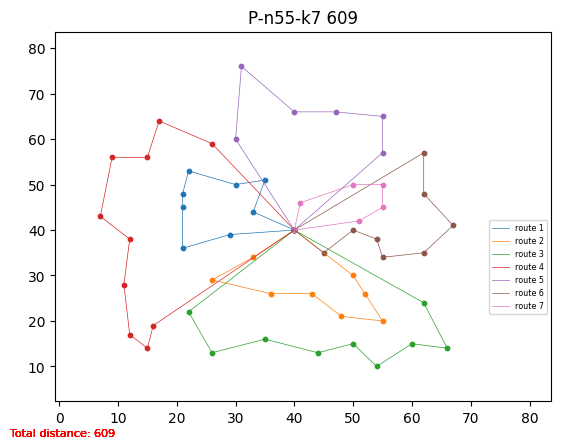 P-n55-k7 609
80
70
60
50
40
30
20
10
0 10 20 30 40 50 60 70 80
route 1
route 2
route 3
route 4
route 5
route 6
route 7
Total distance: 609